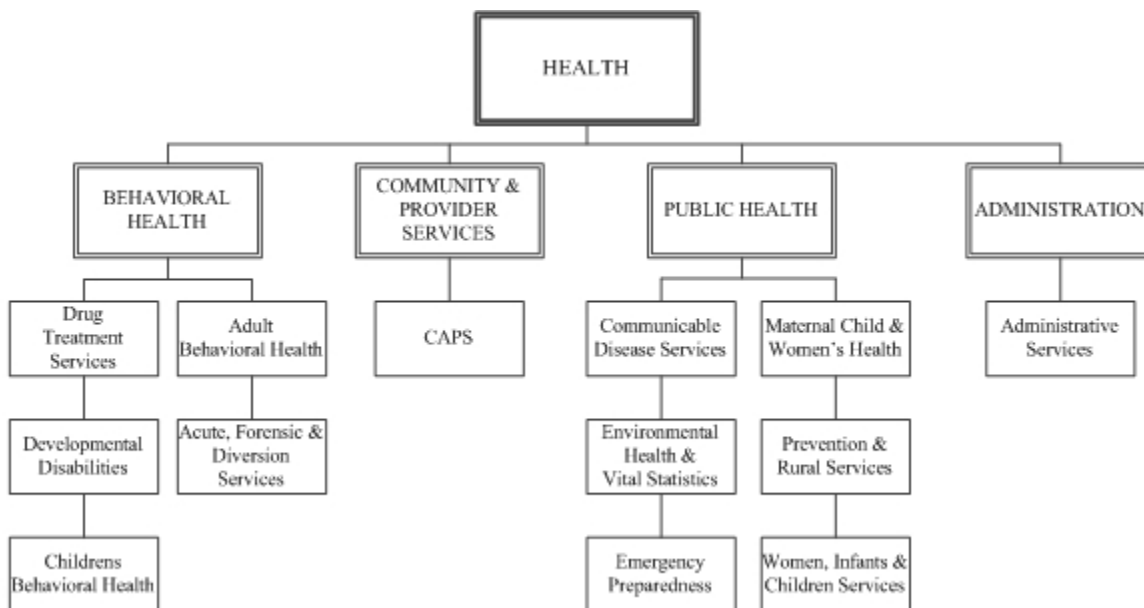 HEALTH
BEHAVIORAL
HEALTH
COMMUNITY &
PROVIDER
SERVICES
PUBLIC HEALTH
ADMINISTRATION
Drug
Treatment
Services
Adult
Behavioral Health
CAPS
Communicable
Disease Services
Maternal Child &
Women's Health
Administrative
Services
Developmental
Disabilities
Acute, Forensic &
Diversion
Services
Environmental
Health &
Vital Statistics
Prevention &
Rural Services
Childrens
Behavioral Health
Emergency
Preparedness
Women, Infants &
Children Services